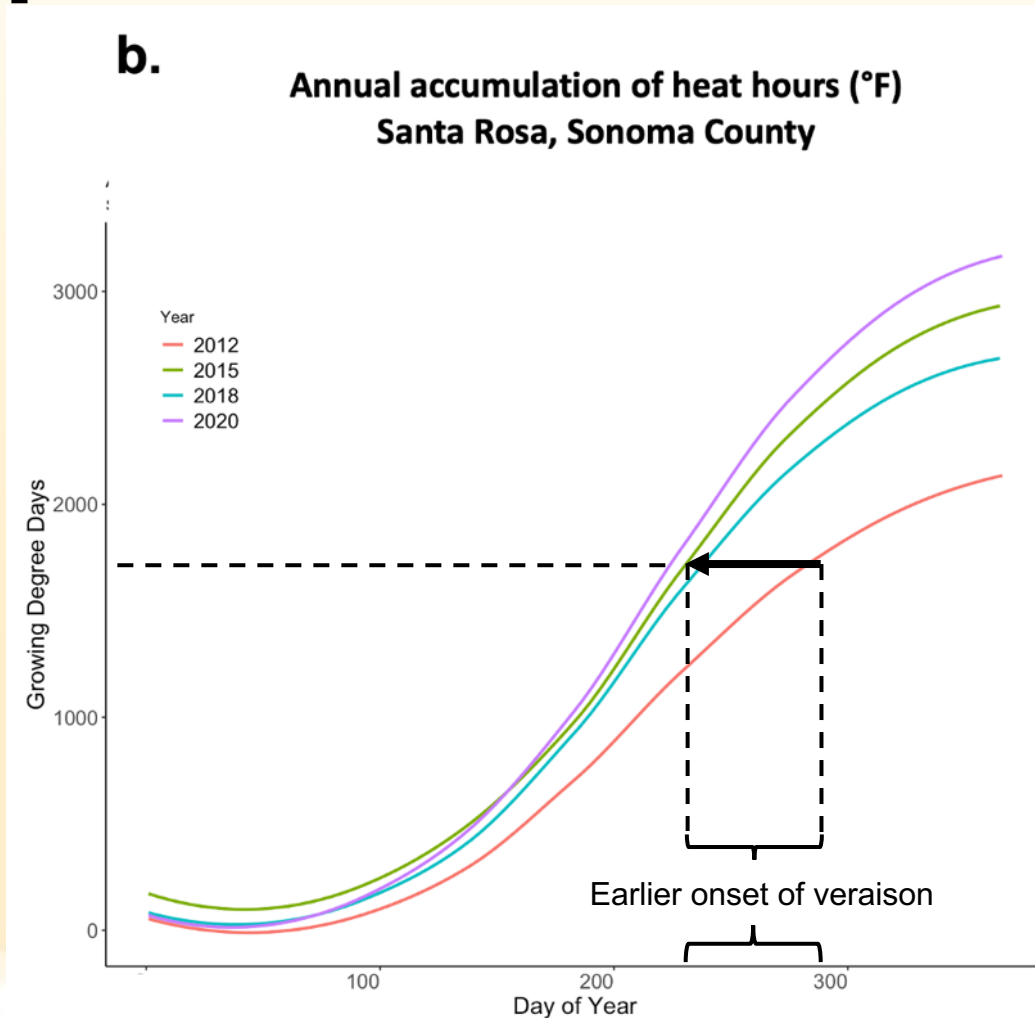 b.
Annual accumulation of heat hours (°F)
Santa Rosa, Sonoma County
3000
Year
2012
2015
2018
2020
Growing Degree Days
2000
1000
Earlier onset of veraison
0
100
200
300
Day of Year